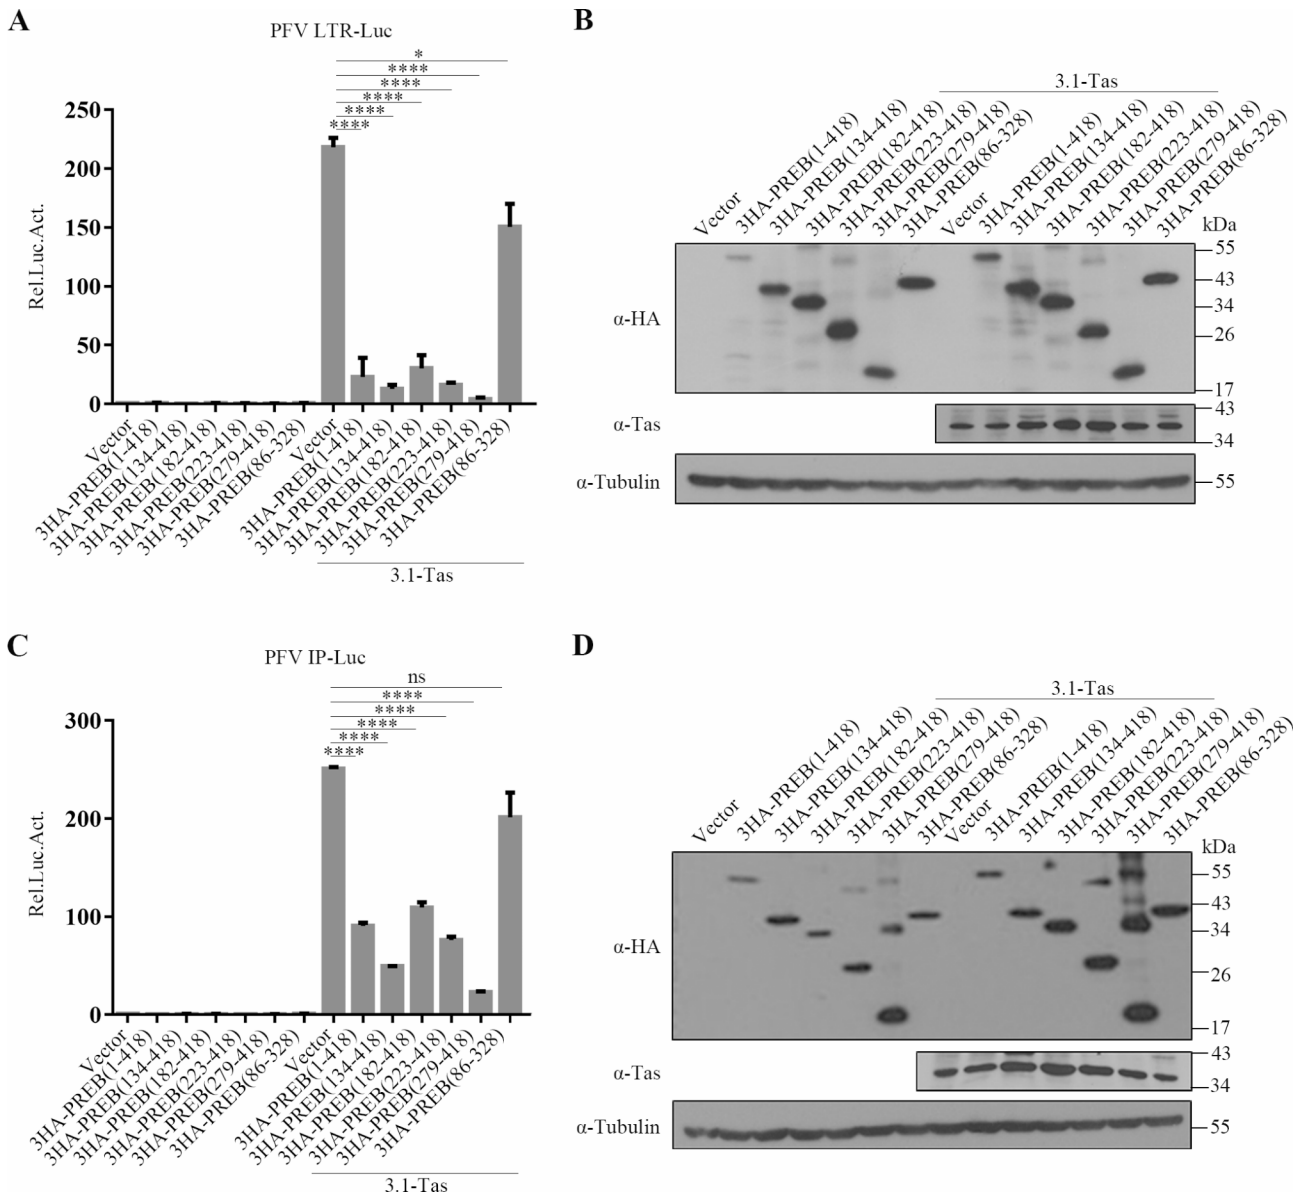 A
PFV LTR-Luc
*
****
****
****
****
****
Rel.Luc.Act.
250
200
150
100
50
0
Vector
3HA-PREB(1-418)
3HA-PREB(134-418)
3HA-PREB(182-418)
3HA-PREB(223-418)
3HA-PREB(279-418)
3HA-PREB(86-328)
Vector
3HA-PREB(1-418)
3HA-PREB(134-418)
3HA-PREB(182-418)
3HA-PREB(223-418)
3HA-PREB(279-418)
3HA-PREB(86-328)
3.1-Tas
B
3.1-Tas
Vector
3HA-PREB(1-418)
3HA-PREB(134-418)
3HA-PREB(182-418)
3HA-PREB(223-418)
3HA-PREB(279-418)
3HA-PREB(86-328)
Vector
3HA-PREB(1-418)
3HA-PREB(134-418)
3HA-PREB(182-418)
3HA-PREB(223-418)
3HA-PREB(279-418)
3HA-PREB(86-328)
kDa
α-HA
55
43
34
26
17
α-Tas
43
34
α-Tubulin
55
C
PFV IP-Luc
ns
****
****
****
****
****
Rel.Luc.Act.
300
200
100
0
Vector
3HA-PREB(1-418)
3HA-PREB(134-418)
3HA-PREB(182-418)
3HA-PREB(223-418)
3HA-PREB(279-418)
3HA-PREB(86-328)
Vector
3HA-PREB(1-418)
3HA-PREB(134-418)
3HA-PREB(182-418)
3HA-PREB(223-418)
3HA-PREB(279-418)
3HA-PREB(86-328)
3.1-Tas
D
3.1-Tas
Vector
3HA-PREB(1-418)
3HA-PREB(134-418)
3HA-PREB(182-418)
3HA-PREB(223-418)
3HA-PREB(279-418)
3HA-PREB(86-328)
Vector
3HA-PREB(1-418)
3HA-PREB(134-418)
3HA-PREB(182-418)
3HA-PREB(223-418)
3HA-PREB(279-418)
3HA-PREB(86-328)
kDa
α-HA
55
43
34
26
17
α-Tas
43
34
α-Tubulin
55